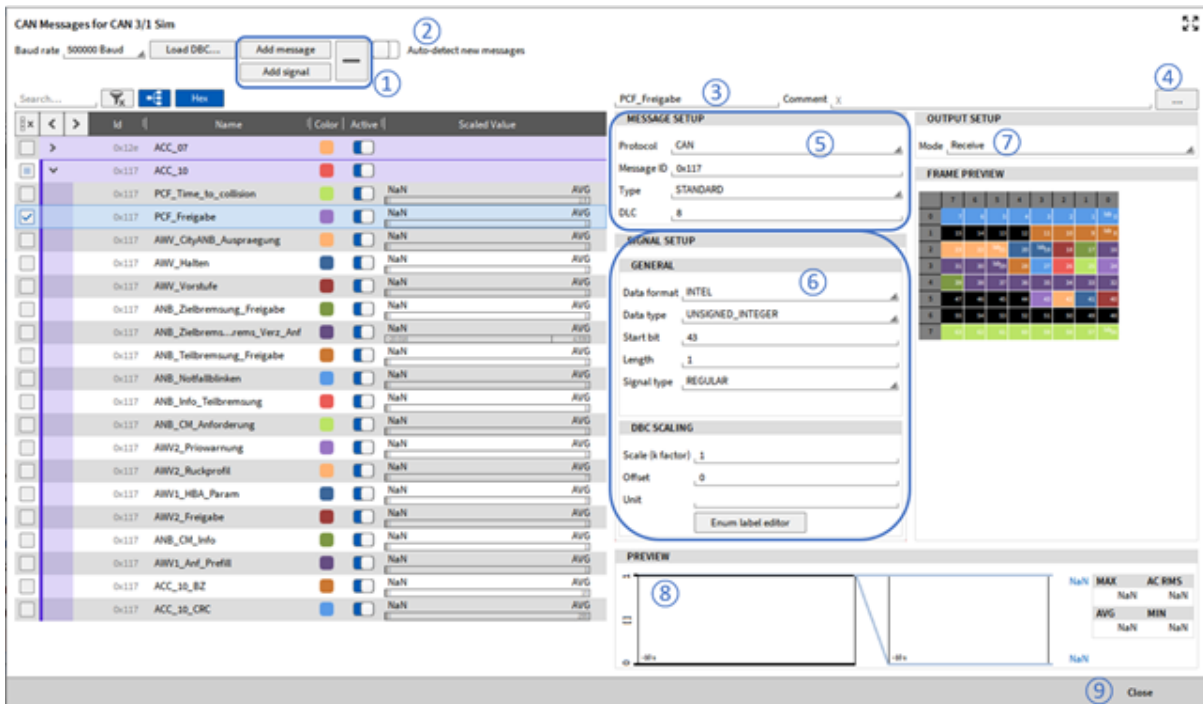 CAN Messages for CAN 3/1 Sim
Baud rate 500000 Baud Load DBC... Add message Auto-detect new messages
②
Add signal
①
Search... Hex
PCF_Freigabe ③ Comment ④ ...
Id Name Color Active Scaled Value
0x12e ACC_07
0x117 ACC_10
0x117 PCF_Time_to_collision NaN AVG
0x117 PCF_Freigabe NaN AVG
0x117 AWV_CityANB_Auspraegung NaN AVG
0x117 AWV_Halten NaN AVG
0x117 AWV_Vorstufe NaN AVG
0x117 ANB_Zielbremsung_Freigabe NaN AVG
0x117 ANB_Zielbrems...rems_Verz_Anf NaN AVG
0x117 ANB_Teilbremsung_Freigabe NaN AVG
0x117 ANB_Notfallblinken NaN AVG
0x117 ANB_Info_Teilbremsung NaN AVG
0x117 ANB_CM_Anforderung NaN AVG
0x117 AWV2_Priowarnung NaN AVG
0x117 AWV2_Ruckprofil NaN AVG
0x117 AWV1_HBA_Param NaN AVG
0x117 AWV2_Freigabe NaN AVG
0x117 ANB_CM_Info NaN AVG
0x117 AWV1_Anf_Prefill NaN AVG
0x117 ACC_10_BZ NaN AVG
0x117 ACC_10_CRC NaN AVG
MESSAGE SETUP
Protocol CAN ⑤
Message ID 0x117
Type STANDARD
DLC 8
SIGNAL SETUP
GENERAL
⑥
Data format INTEL
Data type UNSIGNED_INTEGER
Start bit 43
Length 1
Signal type REGULAR
DBC SCALING
Scale (k factor) 1
Offset 0
Unit
Enum label editor
OUTPUT SETUP
Mode Receive ⑦
FRAME PREVIEW
7 6 5 4 3 2 1 0
PREVIEW
⑧
NaN MAX AC RMS
NaN NaN
AVG MIN
NaN NaN
NaN
⑨ Close